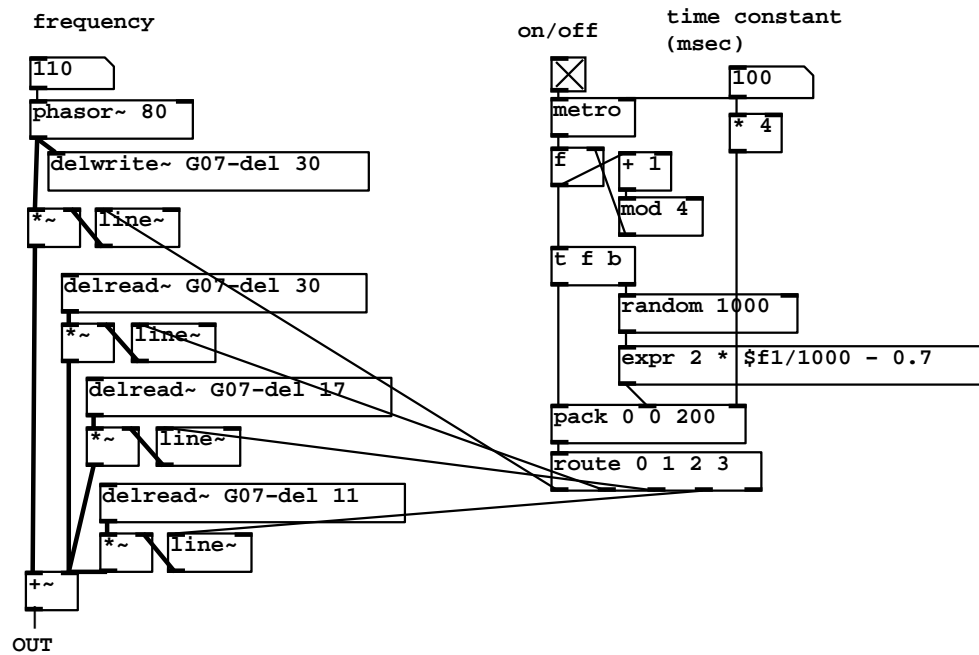 frequency
110
phasor~ 80
delwrite~ G07-del 30
*~
line~
delread~ G07-del 30
*~
line~
delread~ G07-del 17
*~
line~
delread~ G07-del 11
*~
line~
+~
OUT
on/off
time constant
(msec)
100
metro
* 4
f
+ 1
mod 4
t f b
random 1000
expr 2 * $f1/1000 - 0.7
pack 0 0 200
route 0 1 2 3